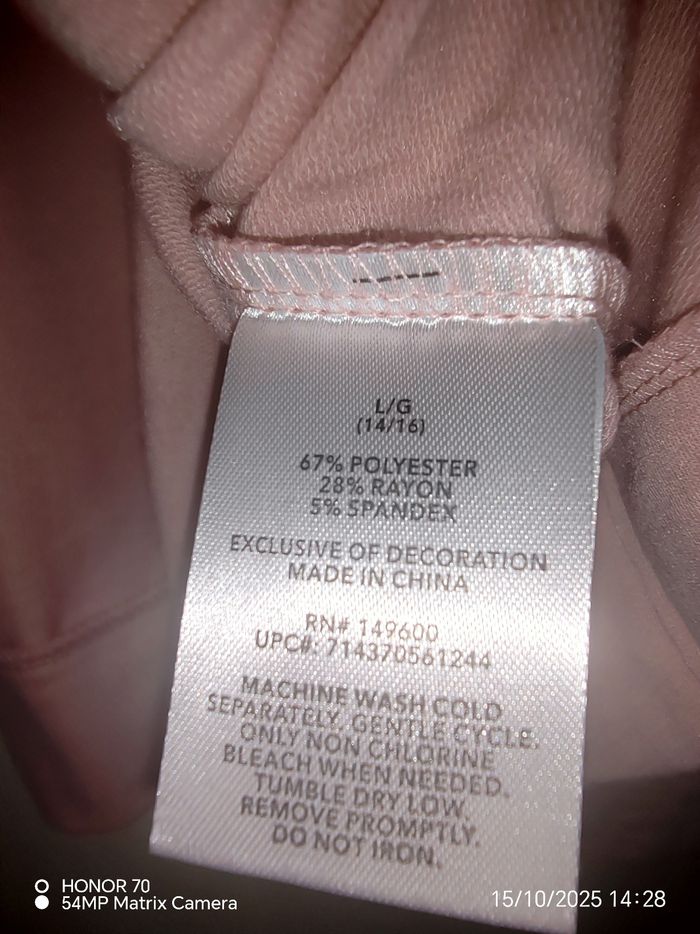 L/G
(14/16)
67% POLYESTER
28% RAYON
5% SPANDEX
EXCLUSIVE OF DECORATION
MADE IN CHINA
RN# 149600
UPC#: 714370561244
MACHINE WASH COLD
SEPARATELY. GENTLE CYCLE.
ONLY NON CHLORINE
BLEACH WHEN NEEDED.
TUMBLE DRY LOW.
REMOVE PROMPTLY.
DO NOT IRON.
HONOR 70
54MP Matrix Camera
15/10/2025 14:28